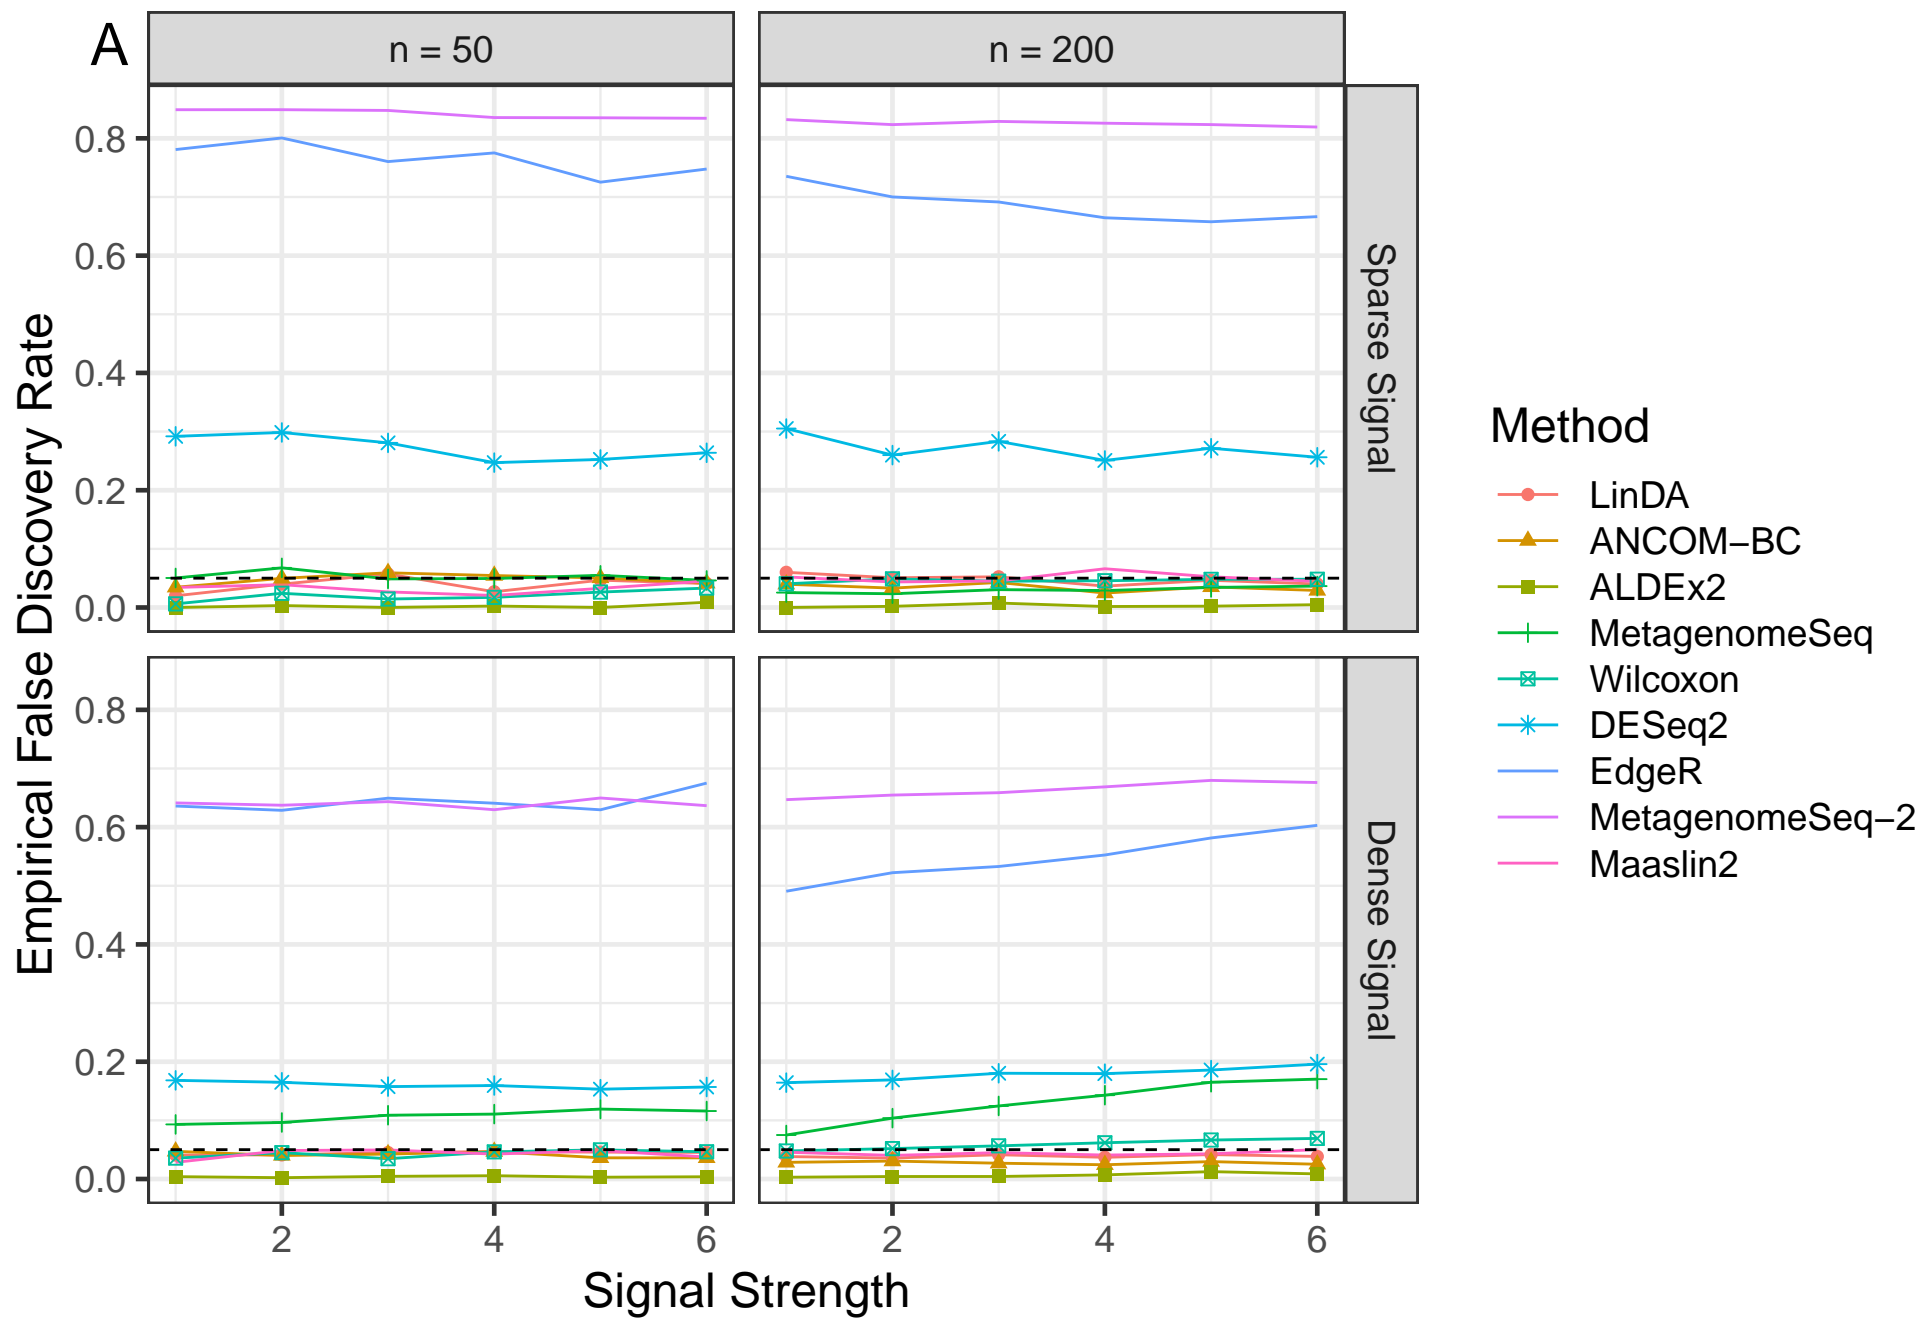 A
n = 50
n = 200
Empirical False Discovery Rate
0.8
0.6
0.4
0.2
0.0
Sparse Signal
0.8
0.6
0.4
0.2
0.0
Dense Signal
2
4
6
2
4
6
Signal Strength
Method
LinDA
ANCOM−BC
ALDEx2
MetagenomeSeq
Wilcoxon
DESeq2
EdgeR
MetagenomeSeq−2
Maaslin2